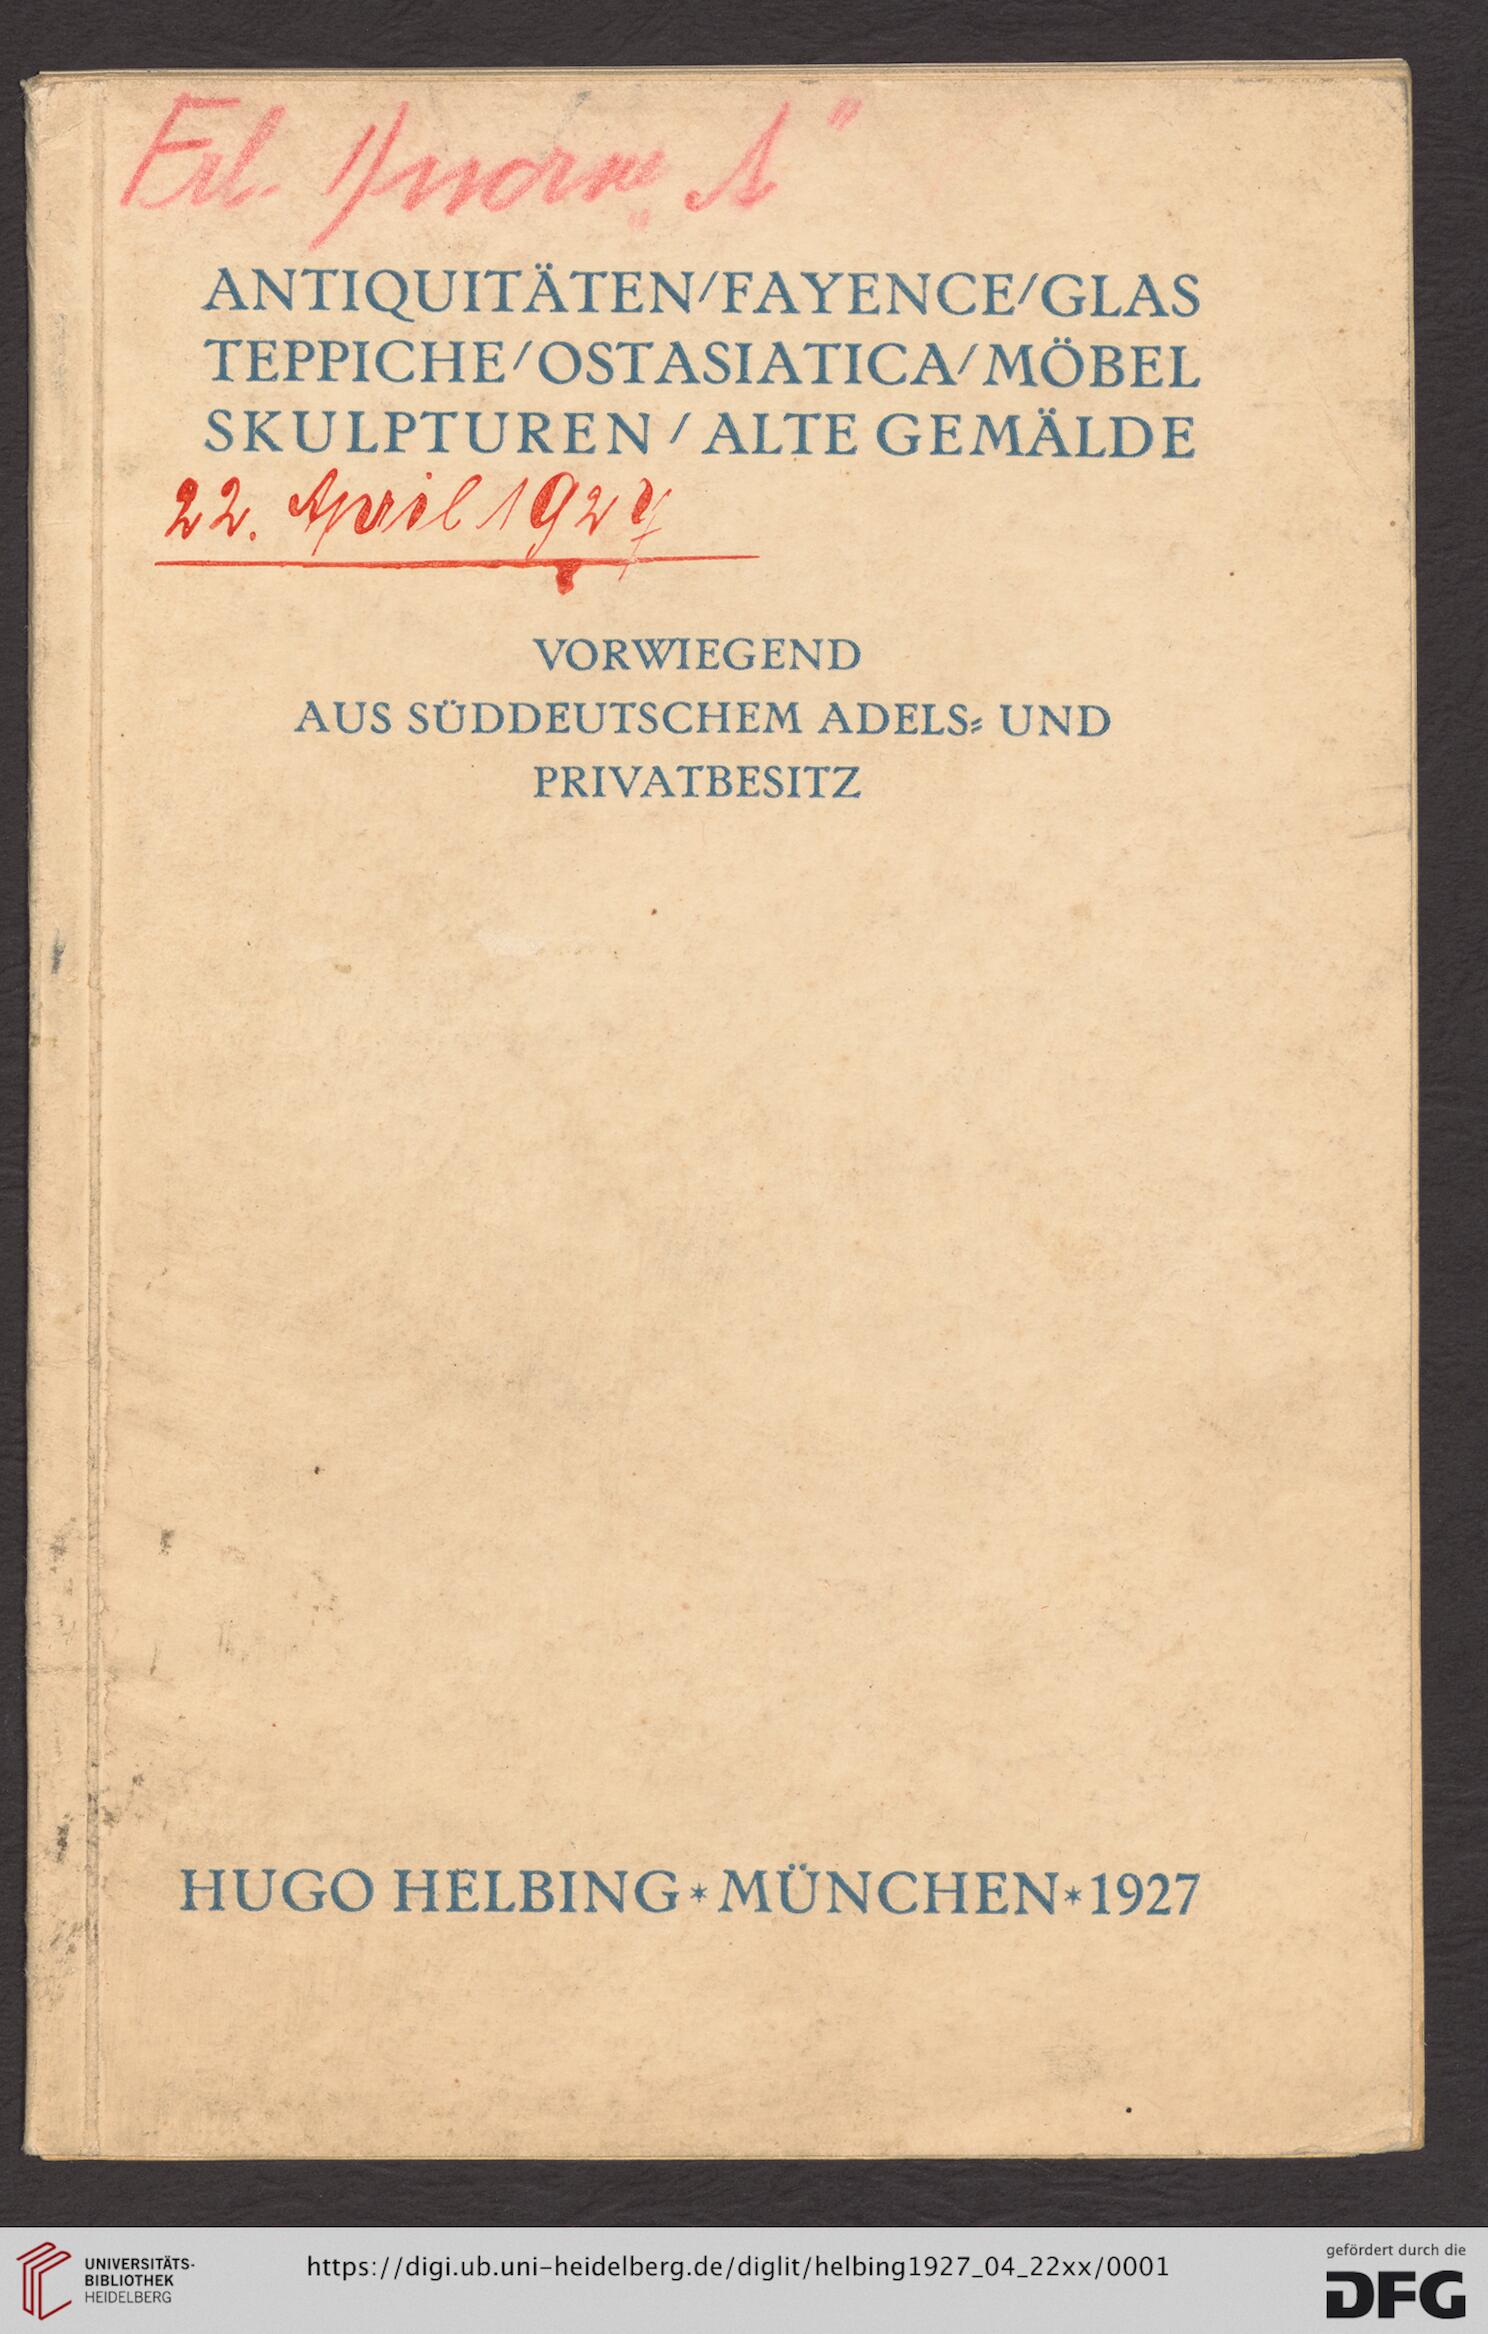 Erl. "A"
ANTIQUITÄTEN/FAYENCE/GLAS
TEPPICHE/OSTASIATICA/MÖBEL
SKULPTUREN / ALTE GEMÄLDE
22. April 1927
VORWIEGEND
AUS SÜDDEUTSCHEM ADELS= UND
PRIVATBESITZ
HUGO HELBING*MÜNCHEN*1927
UNIVERSITÄTS-
BIBLIOTHEK
HEIDELBERG
https://digi.ub.uni-heidelberg.de/diglit/helbing1927_04_22xx/0001
gefördert durch die
DFG